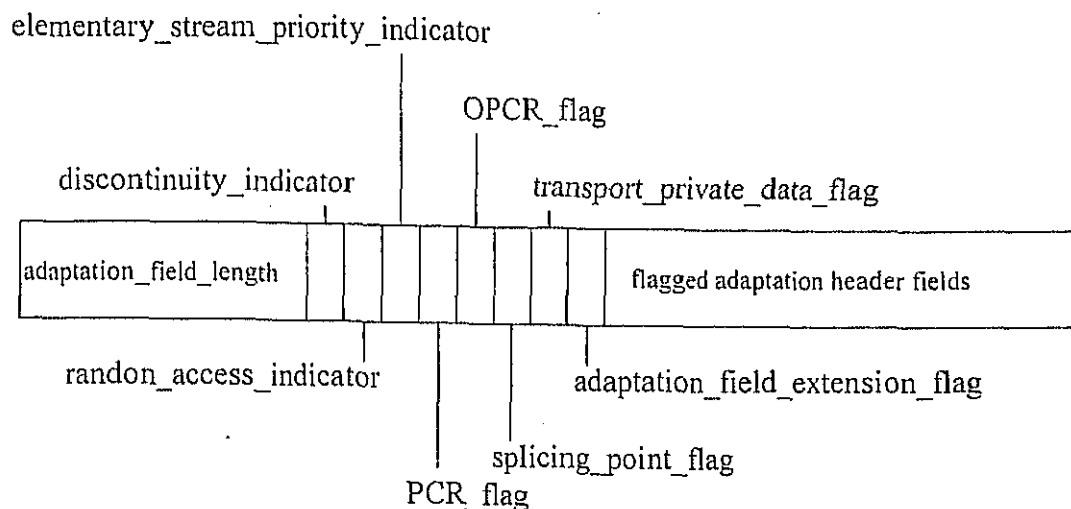 elementary_stream_priority_indicator
OPCR_flag
discontinuity_indicator
transport_private_data_flag
adaptation_field_length
flagged adaptation header fields
randon_access_indicator
adaptation_field_extension_flag
splicing_point_flag
PCR_flag